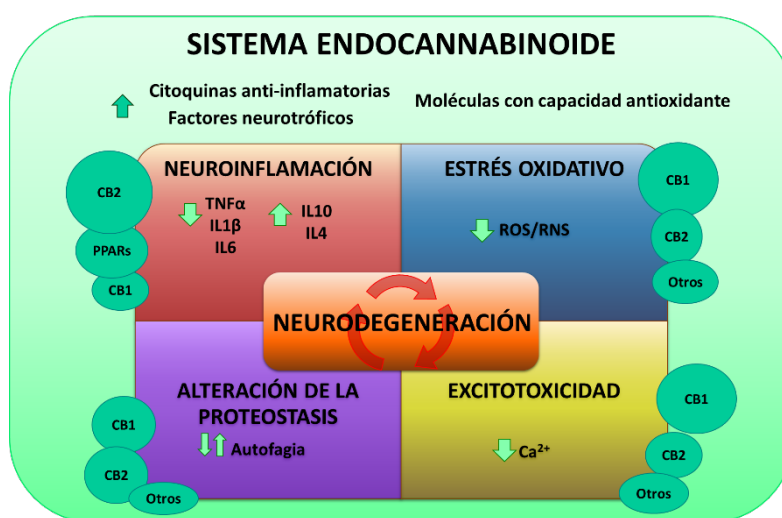 SISTEMA ENDOCANNABINOIDE
Citoquinas anti-inflamatorias
Factores neurotróficos
Moléculas con capacidad antioxidante
NEUROINFLAMACIÓN
TNFα
IL1β
IL6
IL10
IL4
CB2
PPARs
CB1
ESTRÉS OXIDATIVO
ROS/RNS
CB1
CB2
Otros
NEURODEGENERACIÓN
ALTERACIÓN DE LA
PROTEOSTASIS
Autofagia
CB1
CB2
Otros
EXCITOTOXICIDAD
Ca²⁺
CB1
CB2
Otros